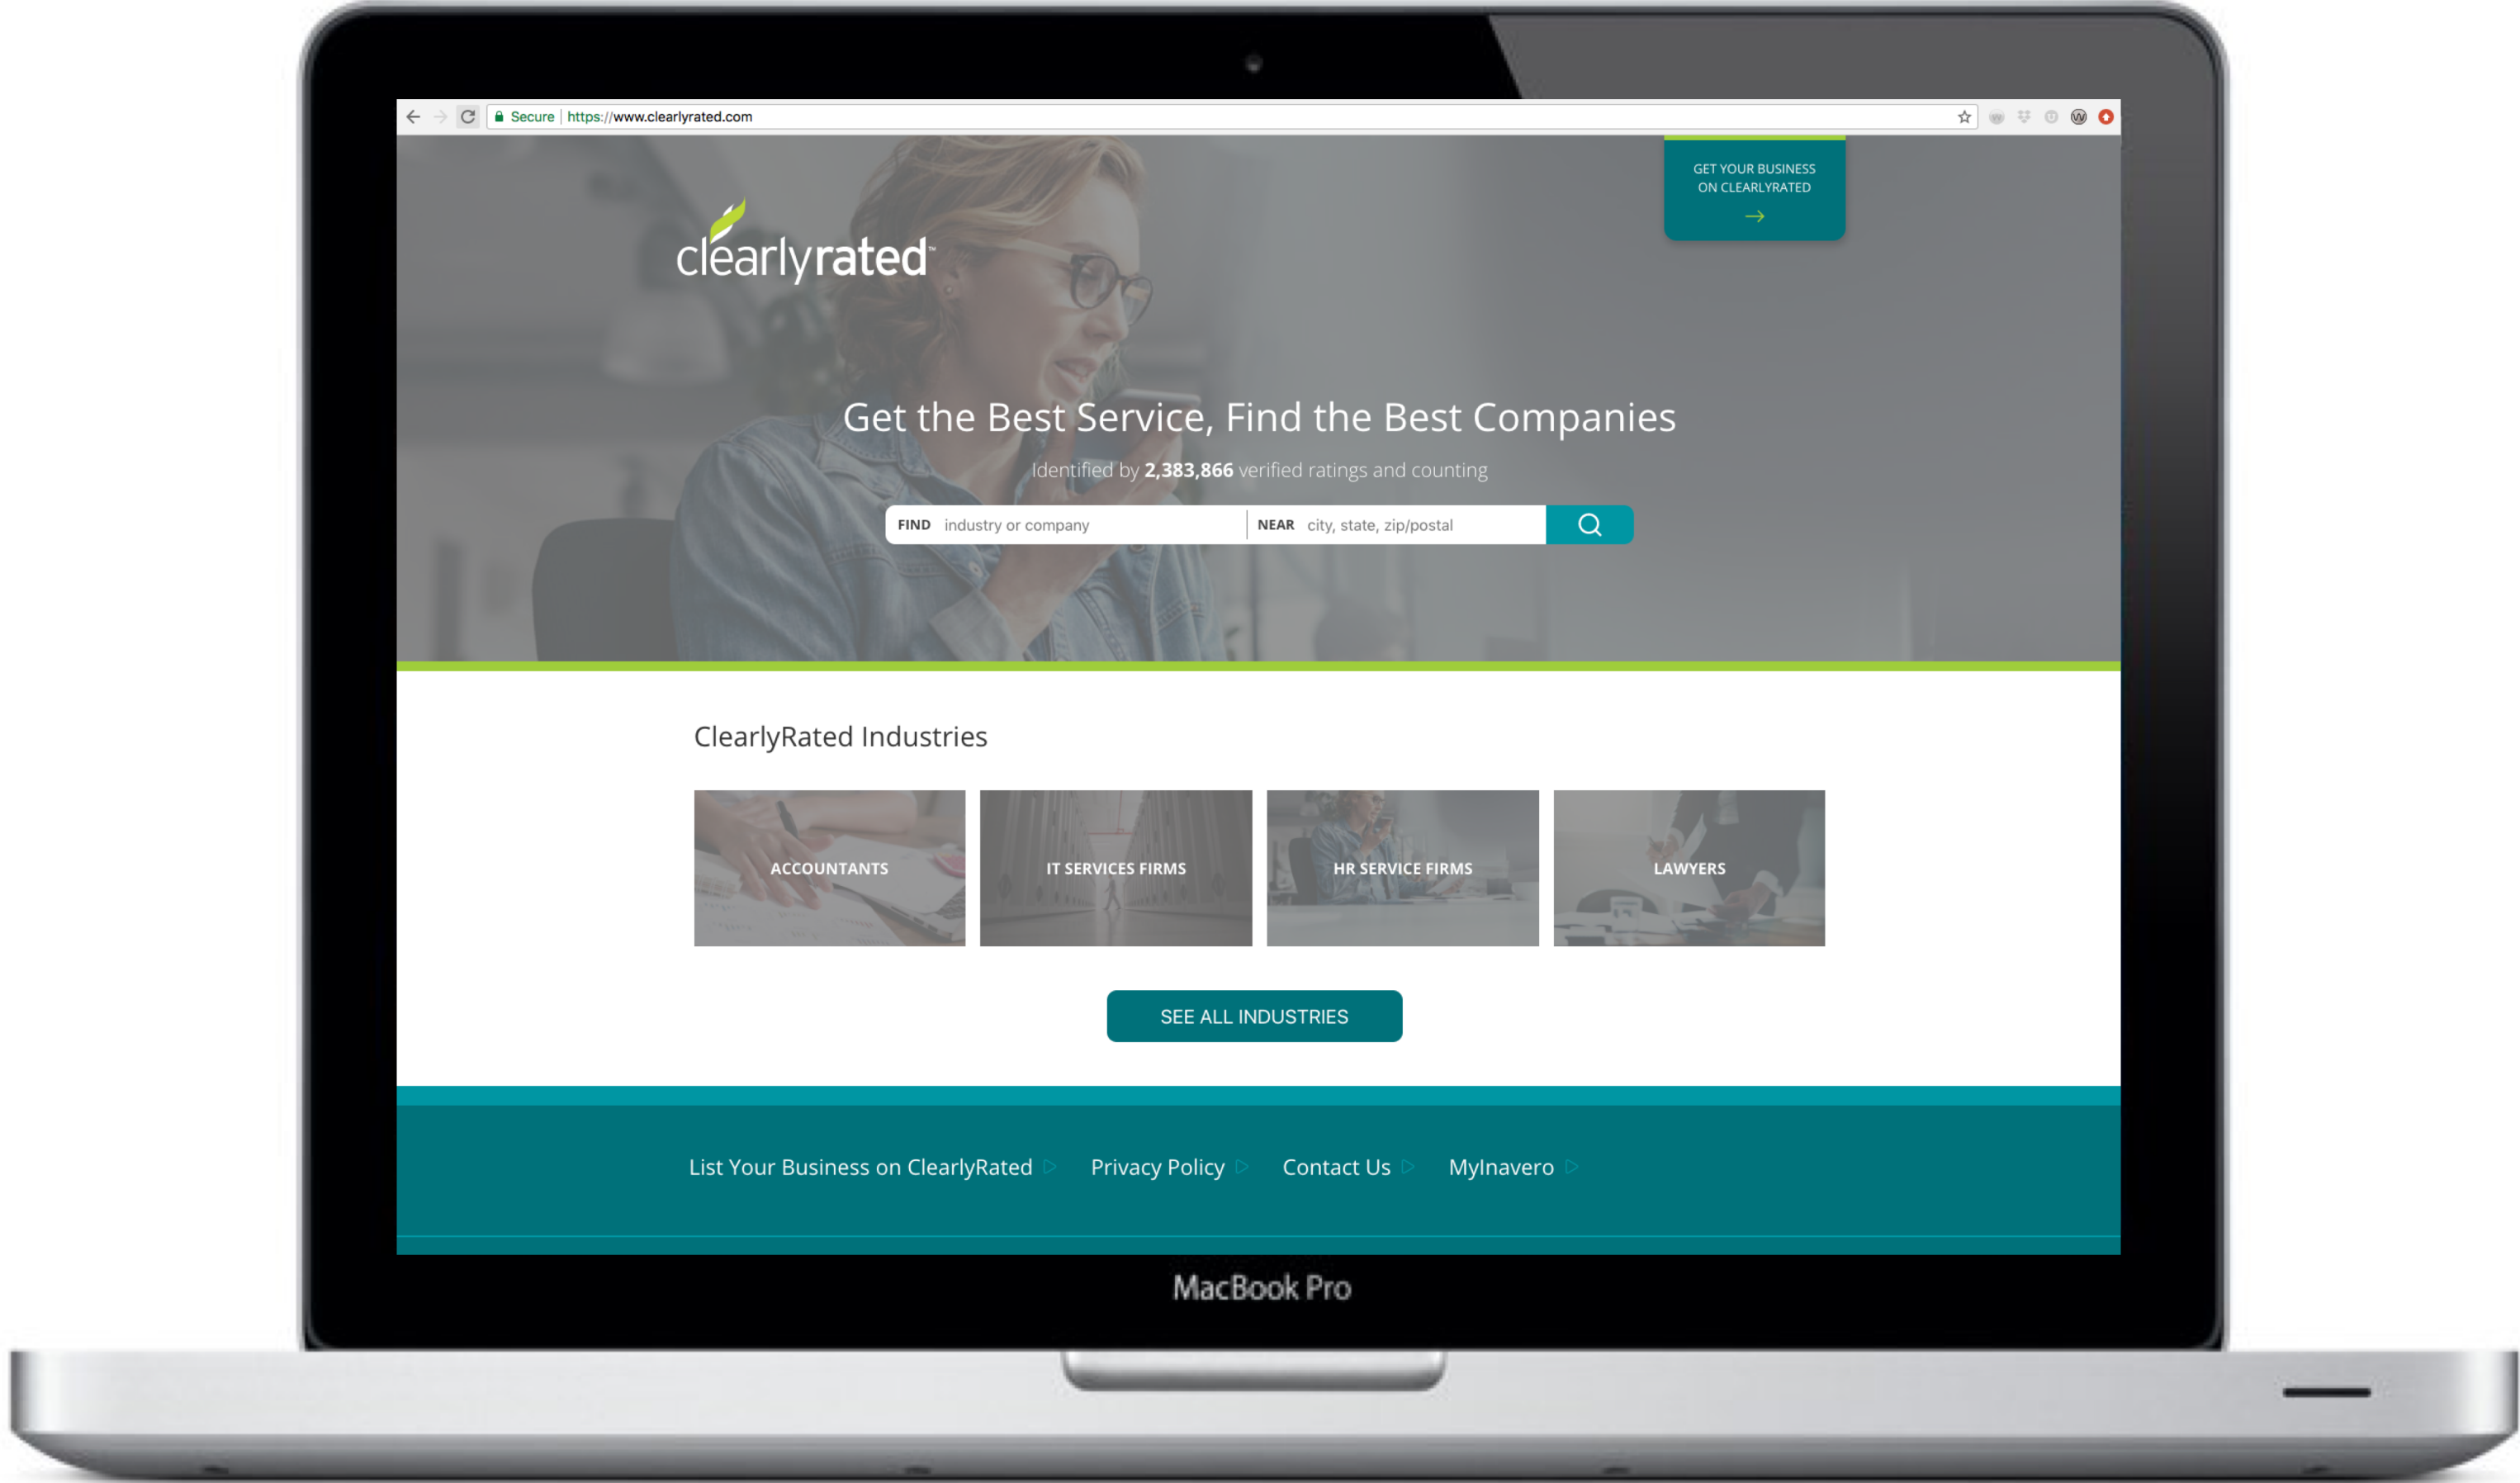 Secure | https://www.clearlyrated.com
GET YOUR BUSINESS
ON CLEARLYRATED
clearlyrated™
Get the Best Service, Find the Best Companies
Identified by 2,383,866 verified ratings and counting
FIND industry or company NEAR city, state, zip/postal
ClearlyRated Industries
ACCOUNTANTS IT SERVICES FIRMS HR SERVICE FIRMS LAWYERS
SEE ALL INDUSTRIES
List Your Business on ClearlyRated Privacy Policy Contact Us MyInavero
MacBook Pro